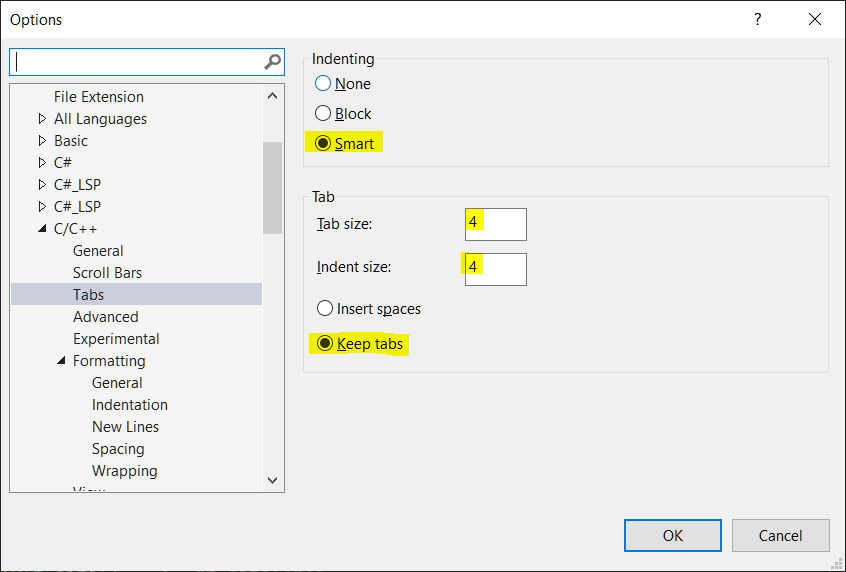 Options
?
File Extension
All Languages
Basic
C#
C#_LSP
C#_LSP
C/C++
General
Scroll Bars
Tabs
Advanced
Experimental
Formatting
General
Indentation
New Lines
Spacing
Wrapping
View
Indenting
None
Block
Smart
Tab
Tab size: 4
Indent size: 4
Insert spaces
Keep tabs
OK Cancel